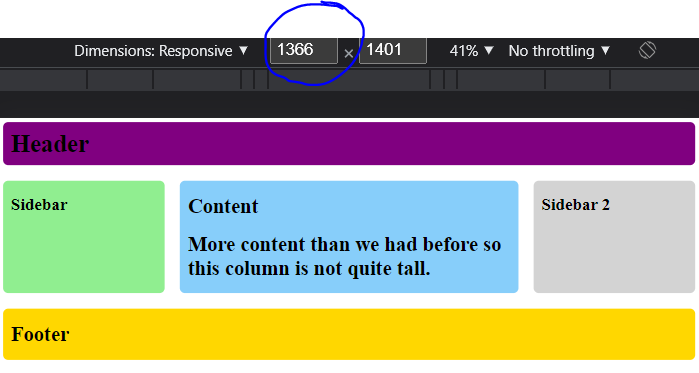 Dimensions: Responsive ▼ 1366 × 1401 41% ▼ No throttling ▼
Header
Sidebar
Content
More content than we had before so
this column is not quite tall.
Sidebar 2
Footer